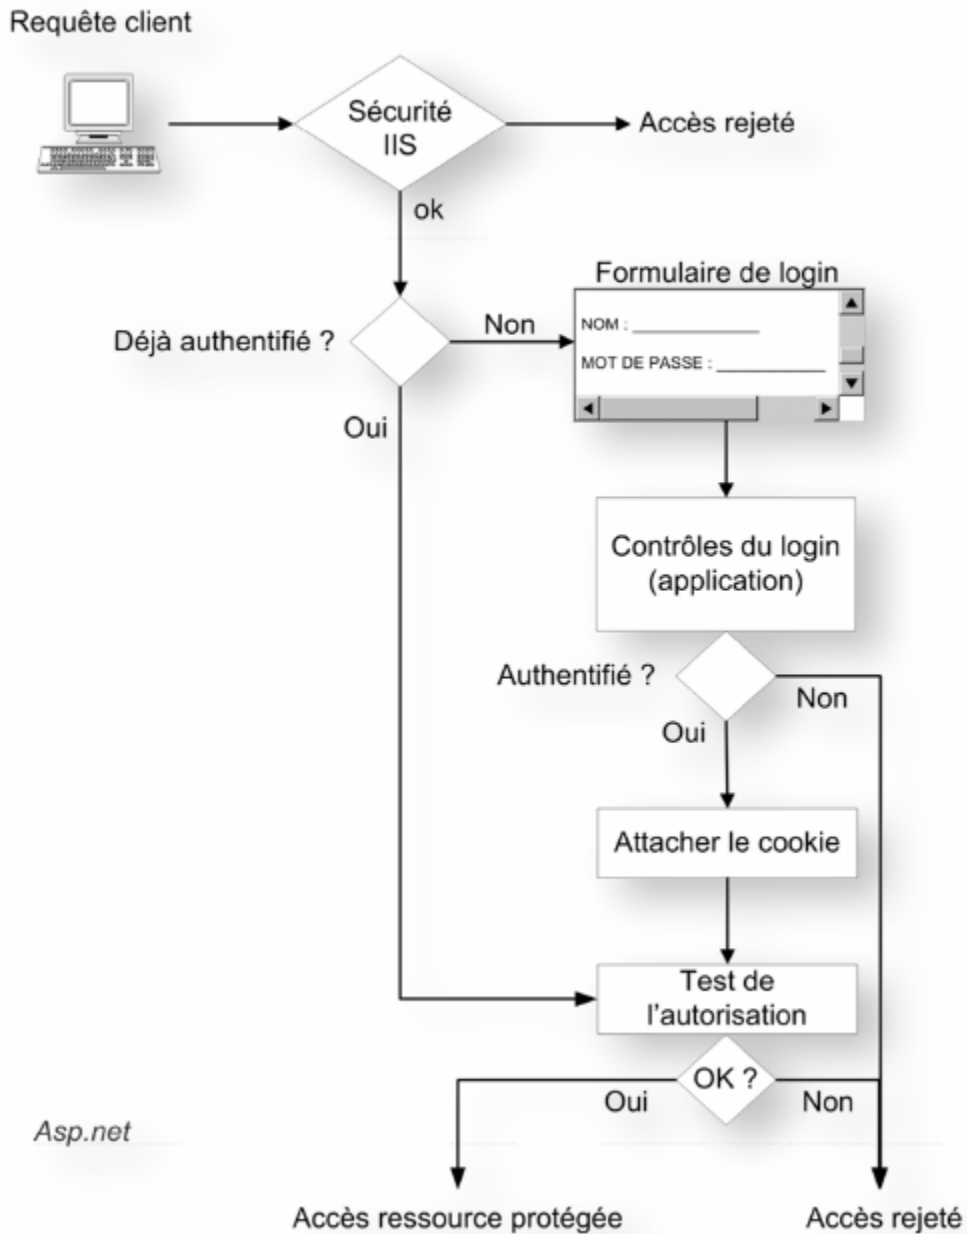 Requête client
Sécurité
IIS
Accès rejeté
ok
Formulaire de login
NOM : ______________
MOT DE PASSE : ____________
Déjà authentifié ?
Non
Oui
Contrôles du login
(application)
Authentifié ?
Non
Oui
Attacher le cookie
Test de
l'autorisation
OK ?
Oui
Non
Asp.net
Accès ressource protégée
Accès rejeté